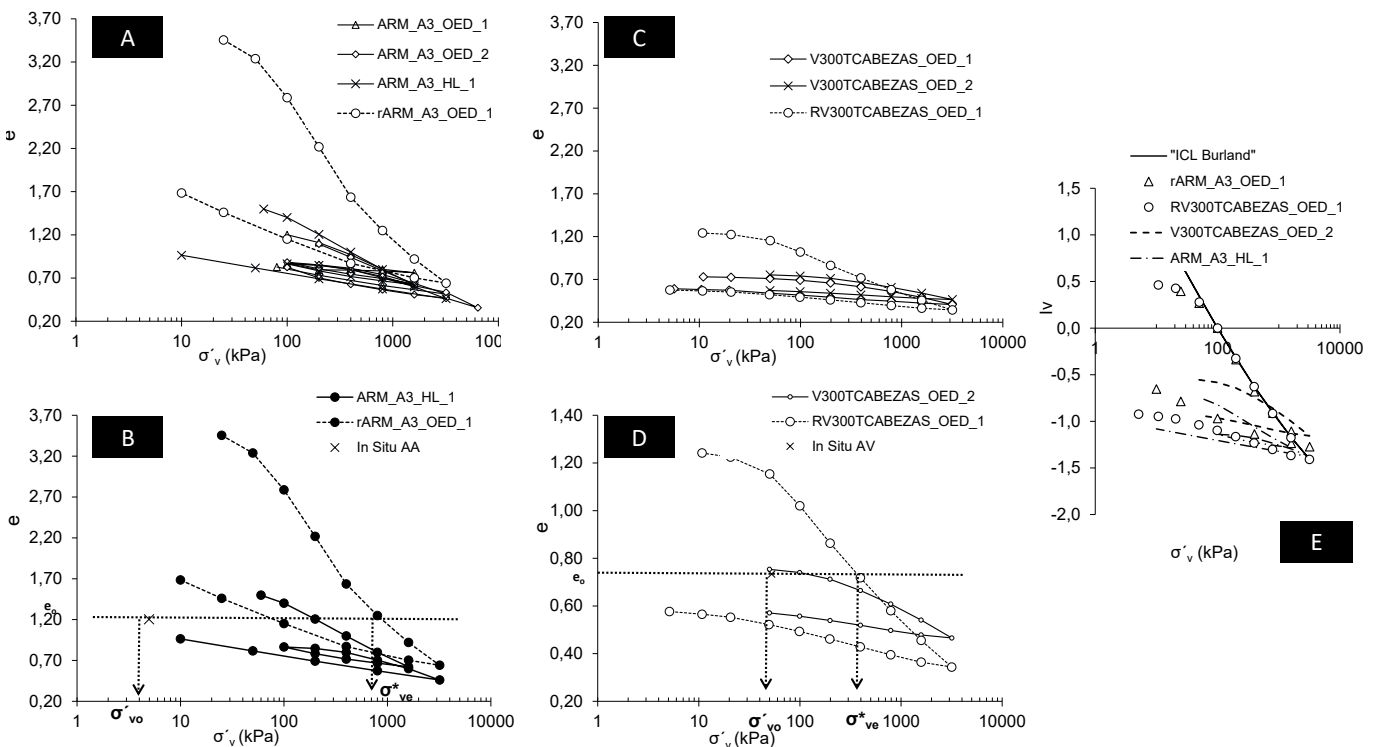 A
3,70
3,20
2,70
2,20
1,70
1,20
0,70
0,20
e
1
10
100
1000
100
σ´v (kPa)
ARM_A3_OED_1
ARM_A3_OED_2
ARM_A3_HL_1
rARM_A3_OED_1
C
3,70
3,20
2,70
2,20
1,70
1,20
0,70
0,20
e
1
10
100
1000
10000
σ´v (kPa)
V300TCABEZAS_OED_1
V300TCABEZAS_OED_2
RV300TCABEZAS_OED_1
B
3,70
3,20
2,70
2,20
1,70
eo
1,20
0,70
0,20
e
1
10
100
1000
10000
σ´vo
σ*ve
σ´v (kPa)
ARM_A3_HL_1
rARM_A3_OED_1
In Situ AA
D
1,40
1,20
1,00
0,80
eo
0,60
0,40
0,20
e
1
10
100
1000
10000
σ´vo
σ*ve
σ´v (kPa)
V300TCABEZAS_OED_2
RV300TCABEZAS_OED_1
In Situ AV
"ICL Burland"
rARM_A3_OED_1
RV300TCABEZAS_OED_1
V300TCABEZAS_OED_2
ARM_A3_HL_1
1,5
1,0
0,5
0,0
-0,5
-1,0
-1,5
-2,0
Iv
1
100
10000
σ´v (kPa)
E